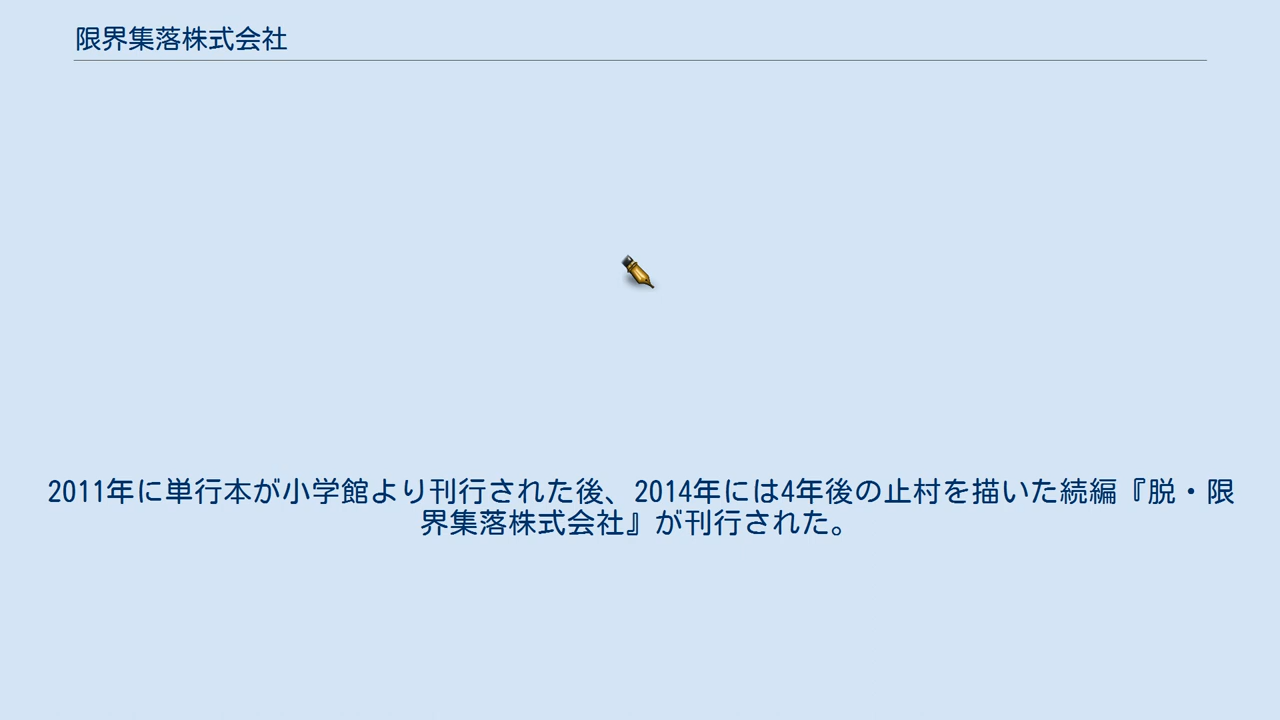 限界集落株式会社
2011年に単行本が小学館より刊行された後、2014年には4年後の止村を描いた続編『脱・限
界集落株式会社』が刊行された。